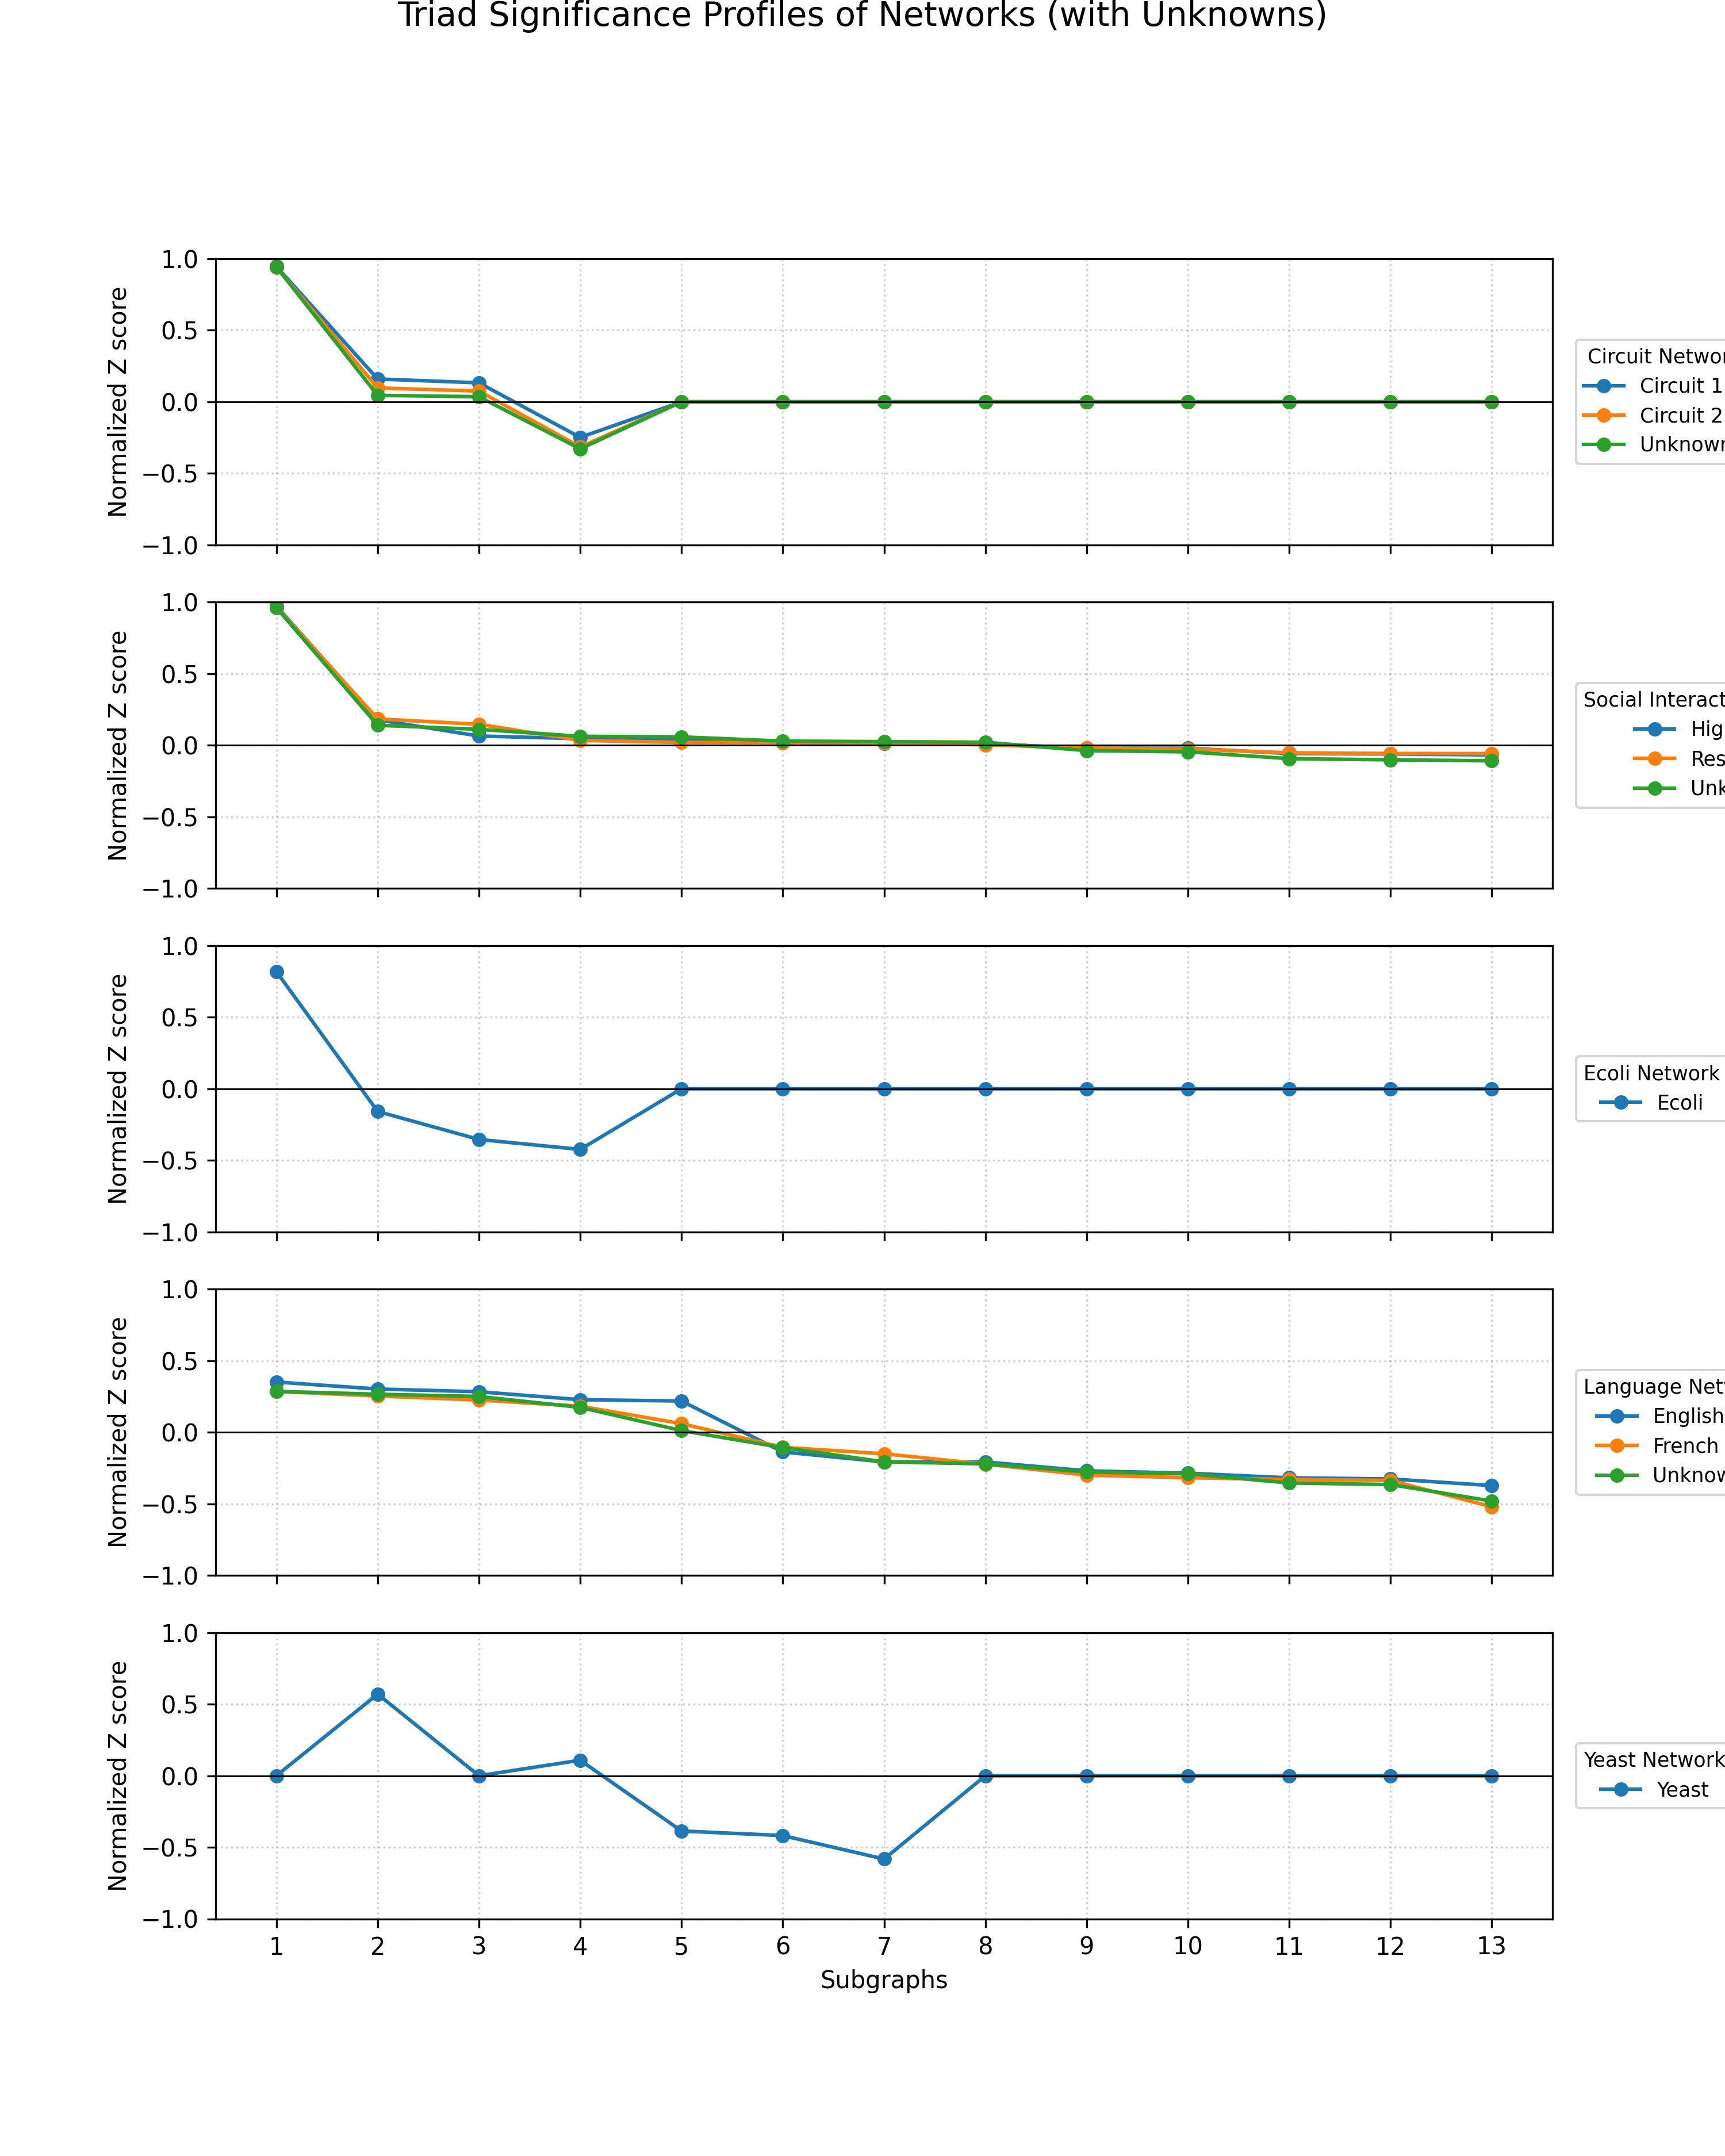 Triad Significance Profiles of Networks (with Unknowns)
1.0
0.5
0.0
−0.5
−1.0
Normalized Z score
Circuit
Circuit 1
Circuit 2
1.0
0.5
0.0
−0.5
−1.0
Normalized Z score
Social
1.0
0.5
0.0
−0.5
−1.0
Normalized Z score
Ecoli Network
Ecoli
1.0
0.5
0.0
−0.5
−1.0
Normalized Z score
Language
English
French
1.0
0.5
0.0
−0.5
−1.0
Normalized Z score
Yeast Network
Yeast
1 2 3 4 5 6 7 8 9 10 11 12 13
Subgraphs